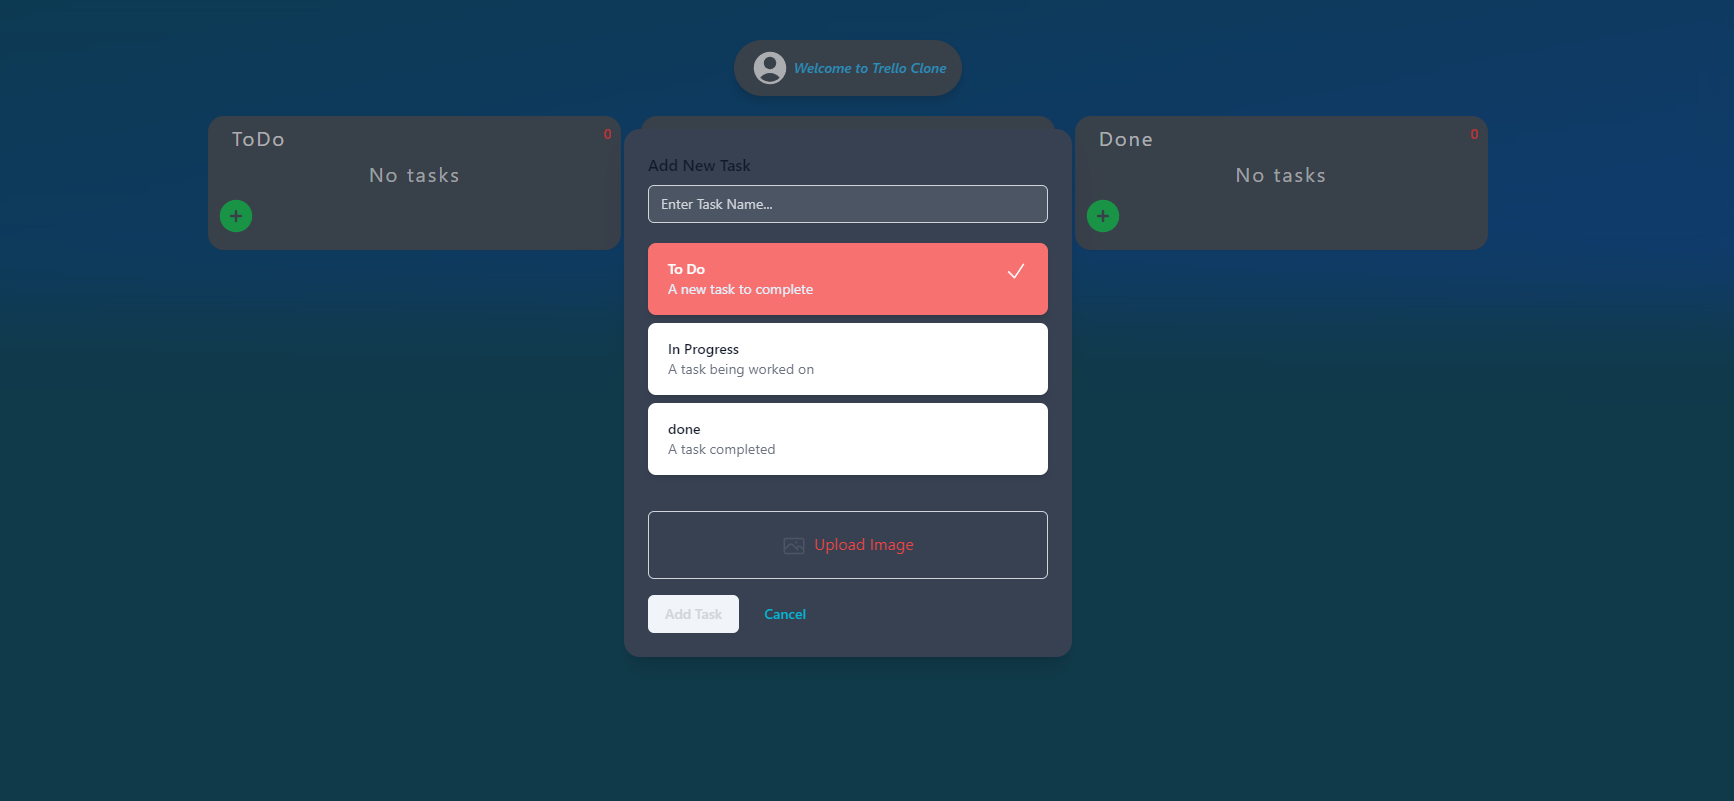 Welcome to Trello Clone
ToDo
0
No tasks
Done
0
No tasks
Add New Task
Enter Task Name...
To Do
A new task to complete
In Progress
A task being worked on
done
A task completed
Upload Image
Add Task
Cancel